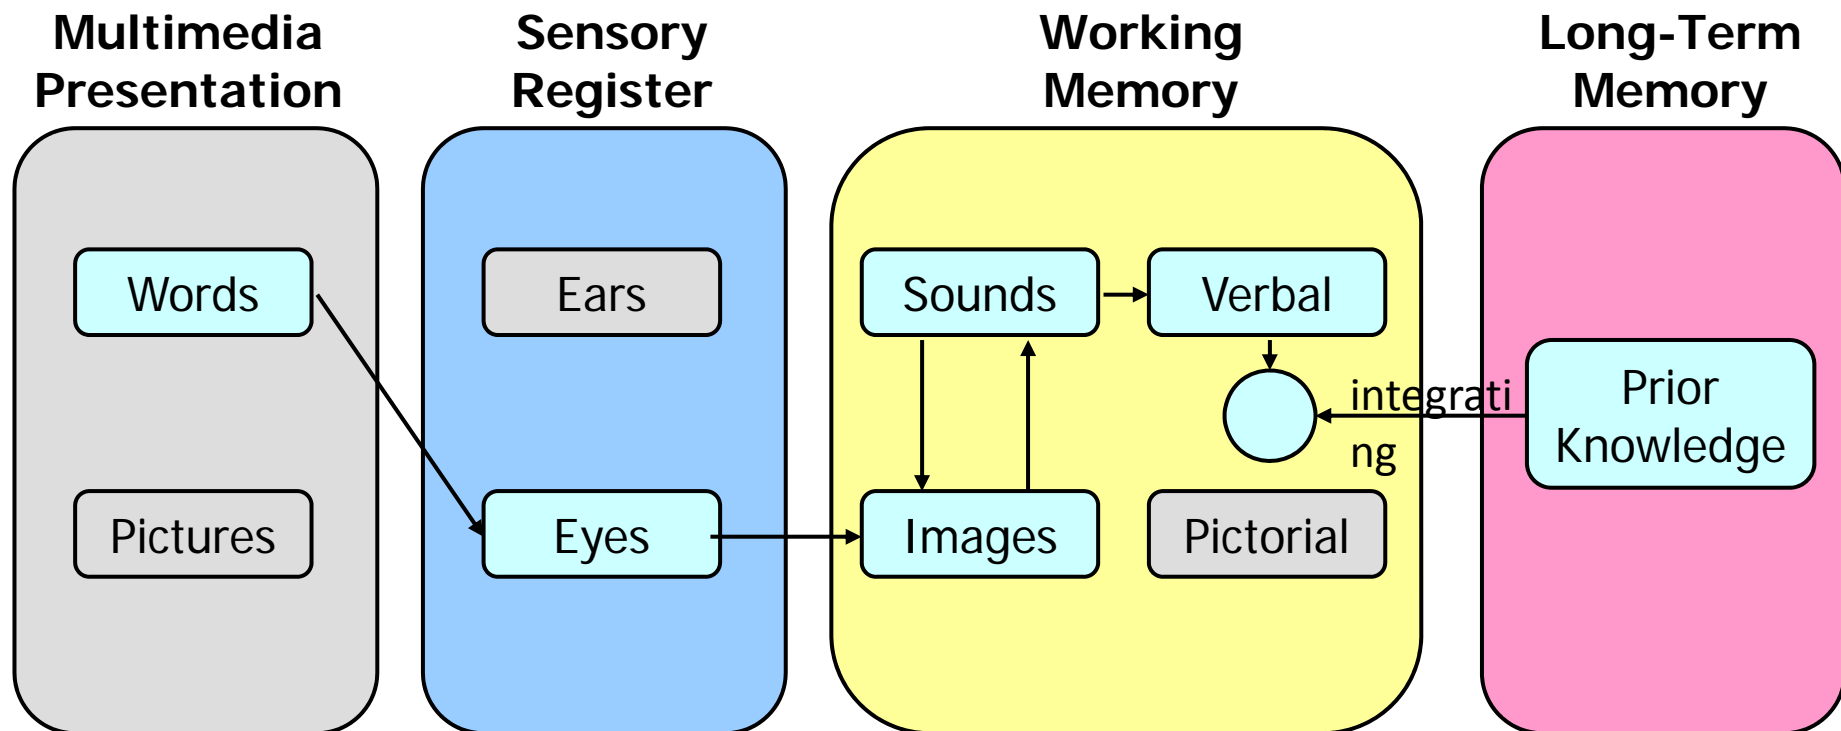 Multimedia
Presentation
Sensory
Register
Working
Memory
Long-Term
Memory
Words
Ears
Sounds
Verbal
integrati
ng
Prior
Knowledge
Pictures
Eyes
Images
Pictorial